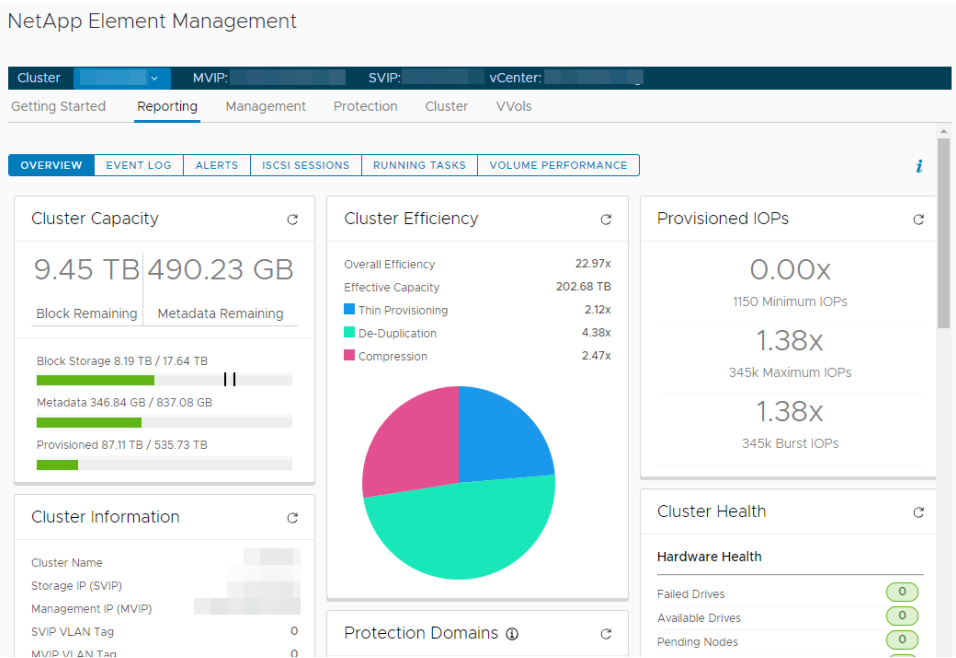 NetApp Element Management
Cluster
MVIP:
SVIP:
vCenter:
Getting Started Reporting Management Protection Cluster VVols
OVERVIEW EVENT LOG ALERTS ISCSI SESSIONS RUNNING TASKS VOLUME PERFORMANCE
i
Cluster Capacity
9.45 TB 490.23 GB
Block Remaining Metadata Remaining
Block Storage 8.19 TB / 17.64 TB
Metadata 346.84 GB / 837.08 GB
Provisioned 87.11 TB / 535.73 TB
Cluster Efficiency
Overall Efficiency 22.97x
Effective Capacity 202.68 TB
Thin Provisioning 2.12x
De-Duplication 4.38x
Compression 2.47x
Provisioned IOPs
0.00x
1150 Minimum IOPs
1.38x
345k Maximum IOPs
1.38x
345k Burst IOPs
Cluster Information
Cluster Name
Storage IP (SVIP)
Management IP (MVIP)
SVIP VLAN Tag 0
MVIP VLAN Tag 0
Protection Domains
Cluster Health
Hardware Health
Failed Drives 0
Available Drives 0
Pending Nodes 0